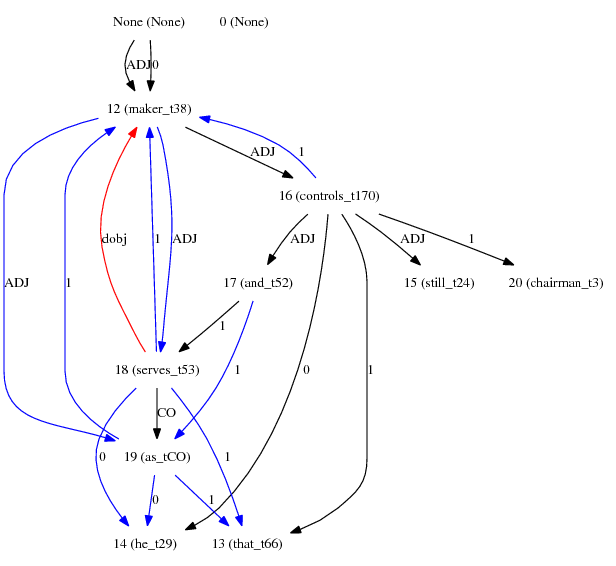 None (None) 0 (None)
ADJ 0
12 (maker_t38)
ADJ 1
16 (controls_t170)
dobj 1 ADJ ADJ ADJ 1
ADJ 1 17 (and_t52) 15 (still_t24) 20 (chairman_t3)
1
18 (serves_t53) 1 0 1
CO
0 19 (as_tCO) 1
0 1
14 (he_t29) 13 (that_t66)